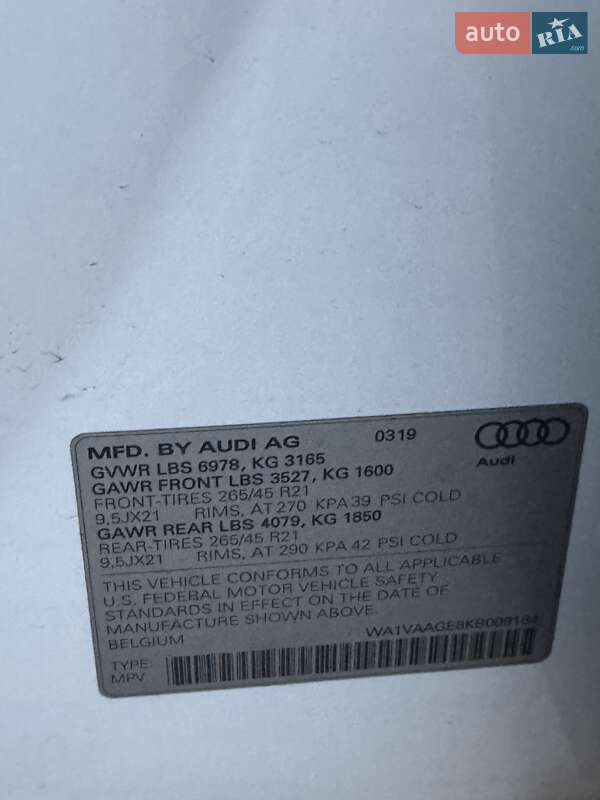 auto RIA .com
MFD. BY AUDI AG 0319
GVWR LBS 6978, KG 3165
GAWR FRONT LBS 3527, KG 1600
FRONT-TIRES 265/45 R21
9,5JX21 RIMS, AT 270 KPA 39 PSI COLD
GAWR REAR LBS 4079, KG 1850
REAR-TIRES 265/45 R21
9,5JX21 RIMS, AT 290 KPA 42 PSI COLD
Audi
THIS VEHICLE CONFORMS TO ALL APPLICABLE
U.S. FEDERAL MOTOR VEHICLE SAFETY
STANDARDS IN EFFECT ON THE DATE OF
MANUFACTURE SHOWN ABOVE.
BELGIUM
TYPE:
MPV